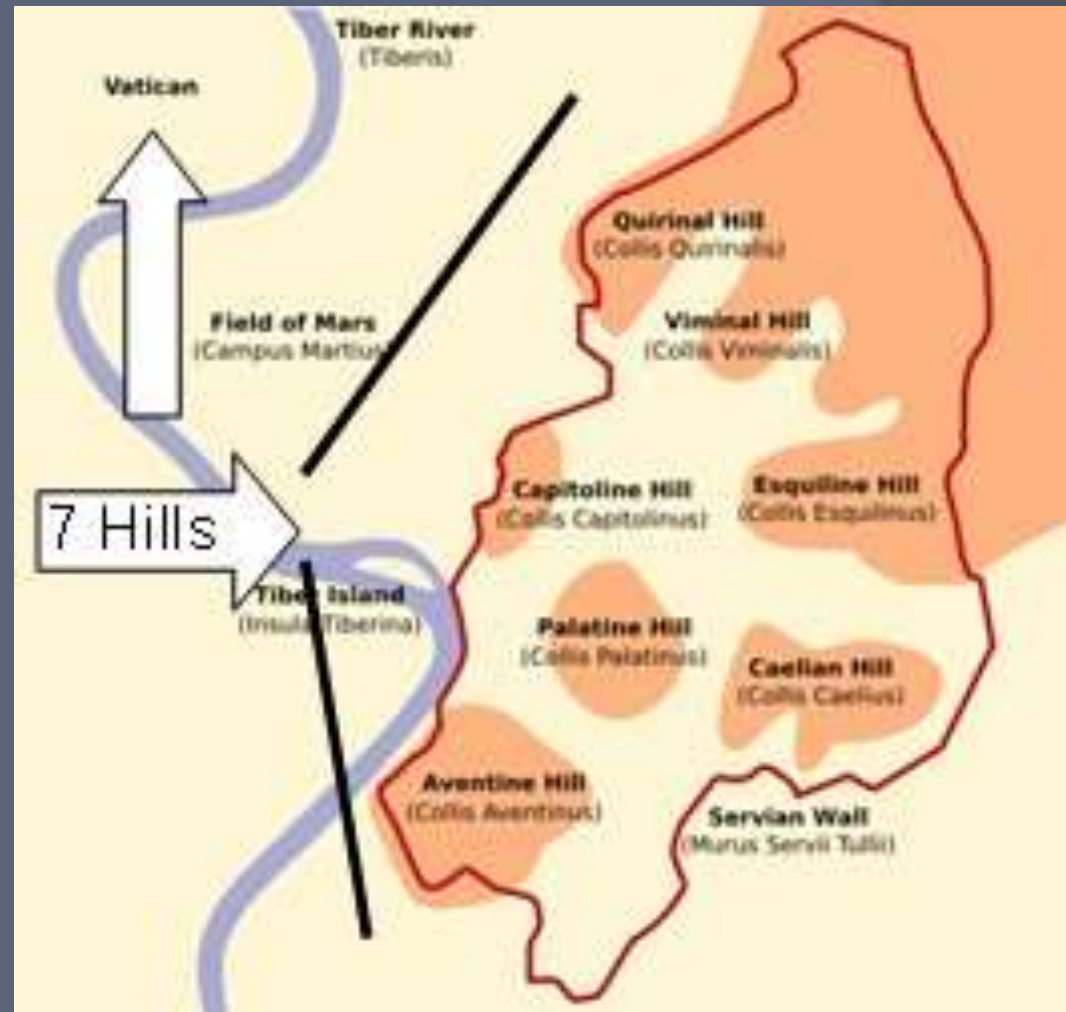 Tiber River
(Tiberis)
Vatican
Quirinal Hill
(Collis Quirinalis)
Field of Mars
(Campus Martius)
Viminal Hill
(Collis Viminalis)
Capitoline Hill
(Collis Capitolinus)
Esquiline Hill
(Collis Esquilinus)
7 Hills
Tiber Island
(Insula Tiberina)
Palatine Hill
(Collis Palatinus)
Caelian Hill
(Collis Caelius)
Aventine Hill
(Collis Aventinus)
Servian Wall
(Murus Servii Tullii)